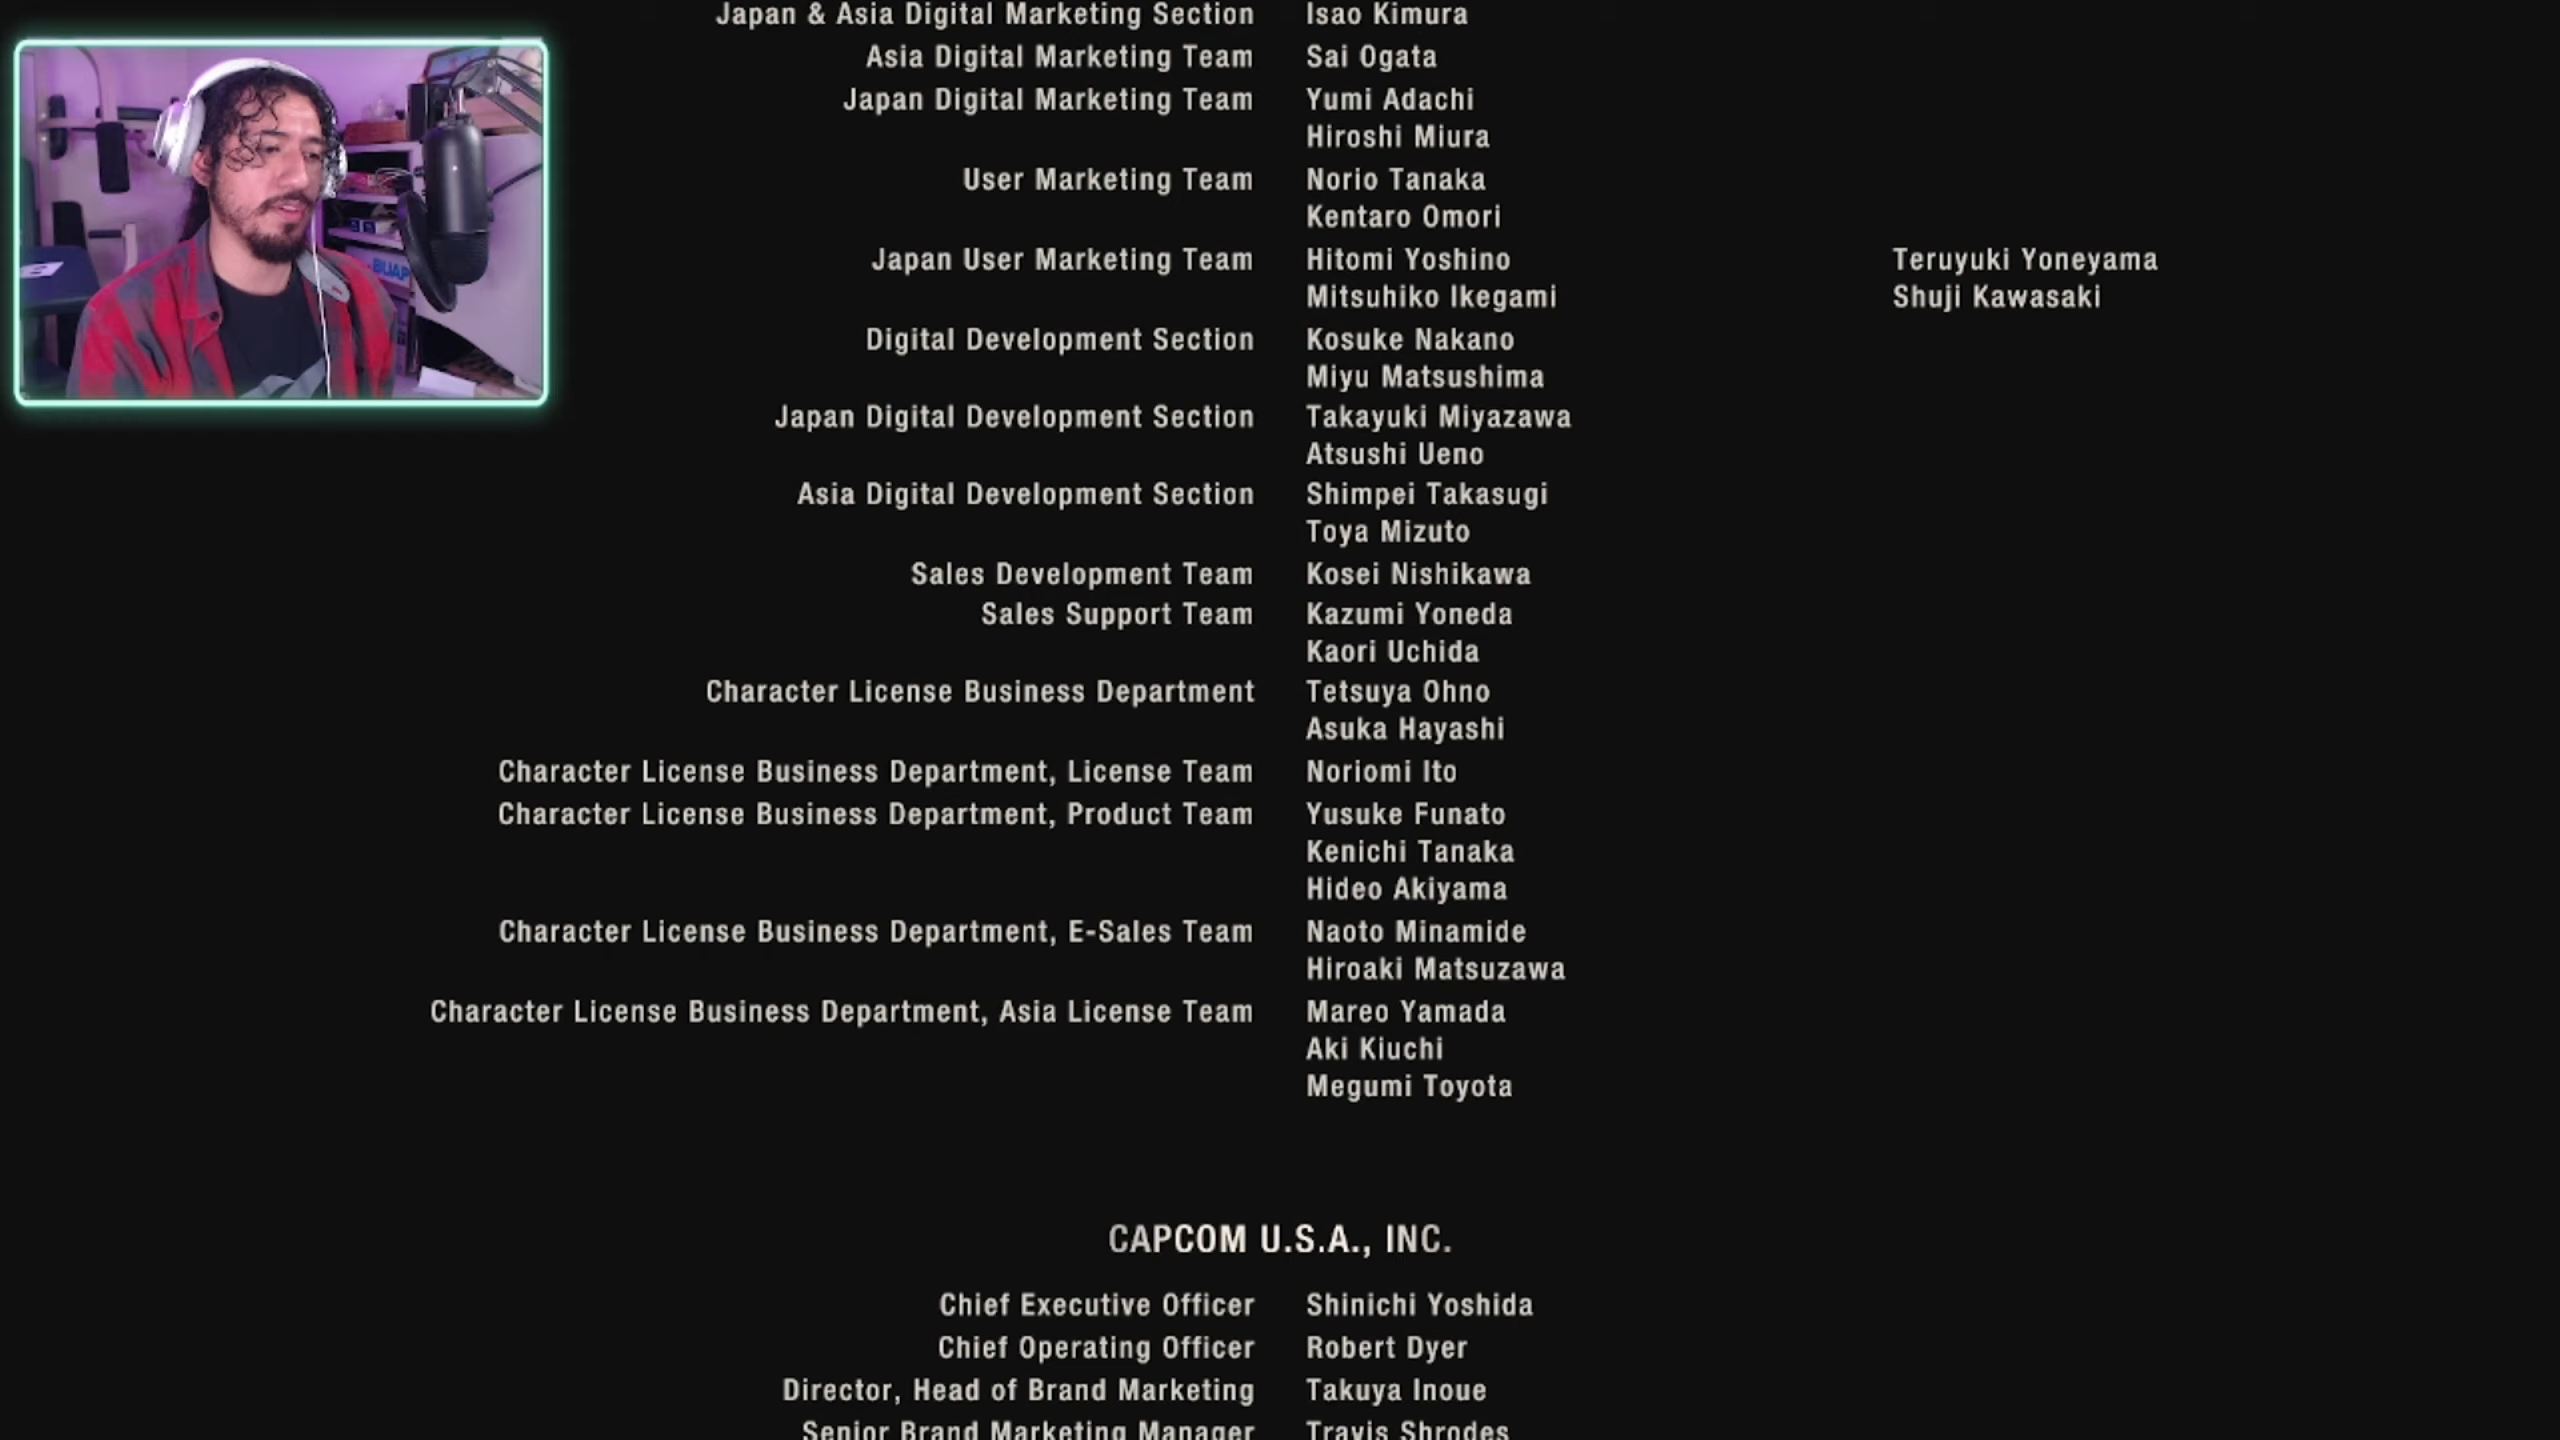 Japan & Asia Digital Marketing Section Isao Kimura
Asia Digital Marketing Team Sai Ogata
Japan Digital Marketing Team Yumi Adachi
Hiroshi Miura
User Marketing Team Norio Tanaka
Kentaro Omori
Japan User Marketing Team Hitomi Yoshino Teruyuki Yoneyama
Mitsuhiko Ikegami Shuji Kawasaki
Digital Development Section Kosuke Nakano
Miyu Matsushima
Japan Digital Development Section Takayuki Miyazawa
Atsushi Ueno
Asia Digital Development Section Shimpei Takasugi
Toya Mizuto
Sales Development Team Kosei Nishikawa
Sales Support Team Kazumi Yoneda
Kaori Uchida
Character License Business Department Tetsuya Ohno
Asuka Hayashi
Character License Business Department, License Team Noriomi Ito
Character License Business Department, Product Team Yusuke Funato
Kenichi Tanaka
Hideo Akiyama
Character License Business Department, E-Sales Team Naoto Minamide
Hiroaki Matsuzawa
Character License Business Department, Asia License Team Mareo Yamada
Aki Kiuchi
Megumi Toyota
CAPCOM U.S.A., INC.
Chief Executive Officer Shinichi Yoshida
Chief Operating Officer Robert Dyer
Director, Head of Brand Marketing Takuya Inoue
Senior Brand Marketing Manager Travis Shrodes
BUAP